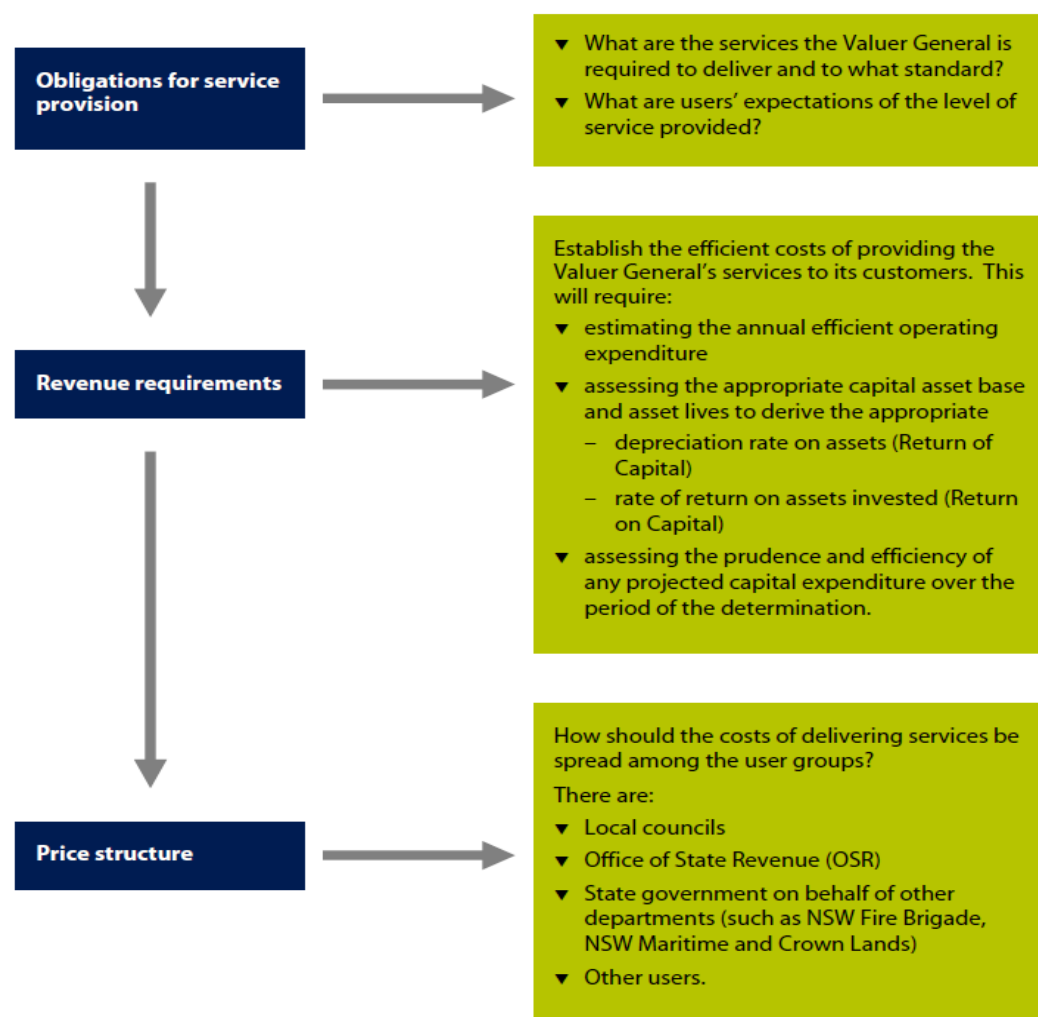 Obligations for service
provision
▼ What are the services the Valuer General is
required to deliver and to what standard?
▼ What are users’ expectations of the level of
service provided?
Revenue requirements
Establish the efficient costs of providing the
Valuer General’s services to its customers.  This
will require:
▼ estimating the annual efficient operating
expenditure
▼ assessing the appropriate capital asset base
and asset lives to derive the appropriate
– depreciation rate on assets (Return of
Capital)
– rate of return on assets invested (Return
on Capital)
▼ assessing the prudence and efficiency of
any projected capital expenditure over the
period of the determination.
Price structure
How should the costs of delivering services be
spread among the user groups?
There are:
▼ Local councils
▼ Office of State Revenue (OSR)
▼ State government on behalf of other
departments (such as NSW Fire Brigade,
NSW Maritime and Crown Lands)
▼ Other users.